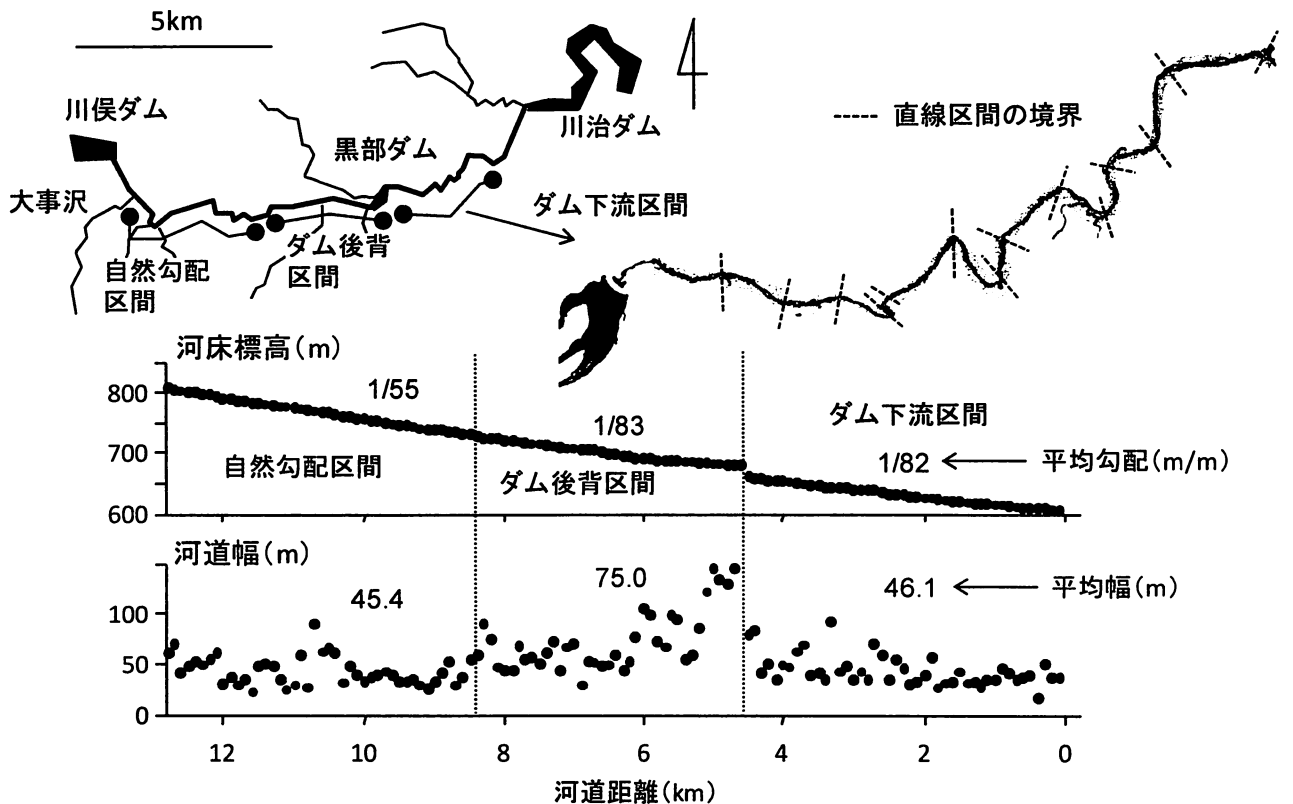 5km
川俣ダム
川治ダム
黒部ダム
大事沢
ダム下流区間
ダム後背
区間
自然勾配
区間
直線区間の境界
河床標高(m)
800
700
600
1/55
1/83
1/82
平均勾配(m/m)
自然勾配区間
ダム後背区間
ダム下流区間
河道幅(m)
100
50
0
45.4
75.0
46.1
平均幅(m)
12
10
8
6
4
2
0
河道距離(km)